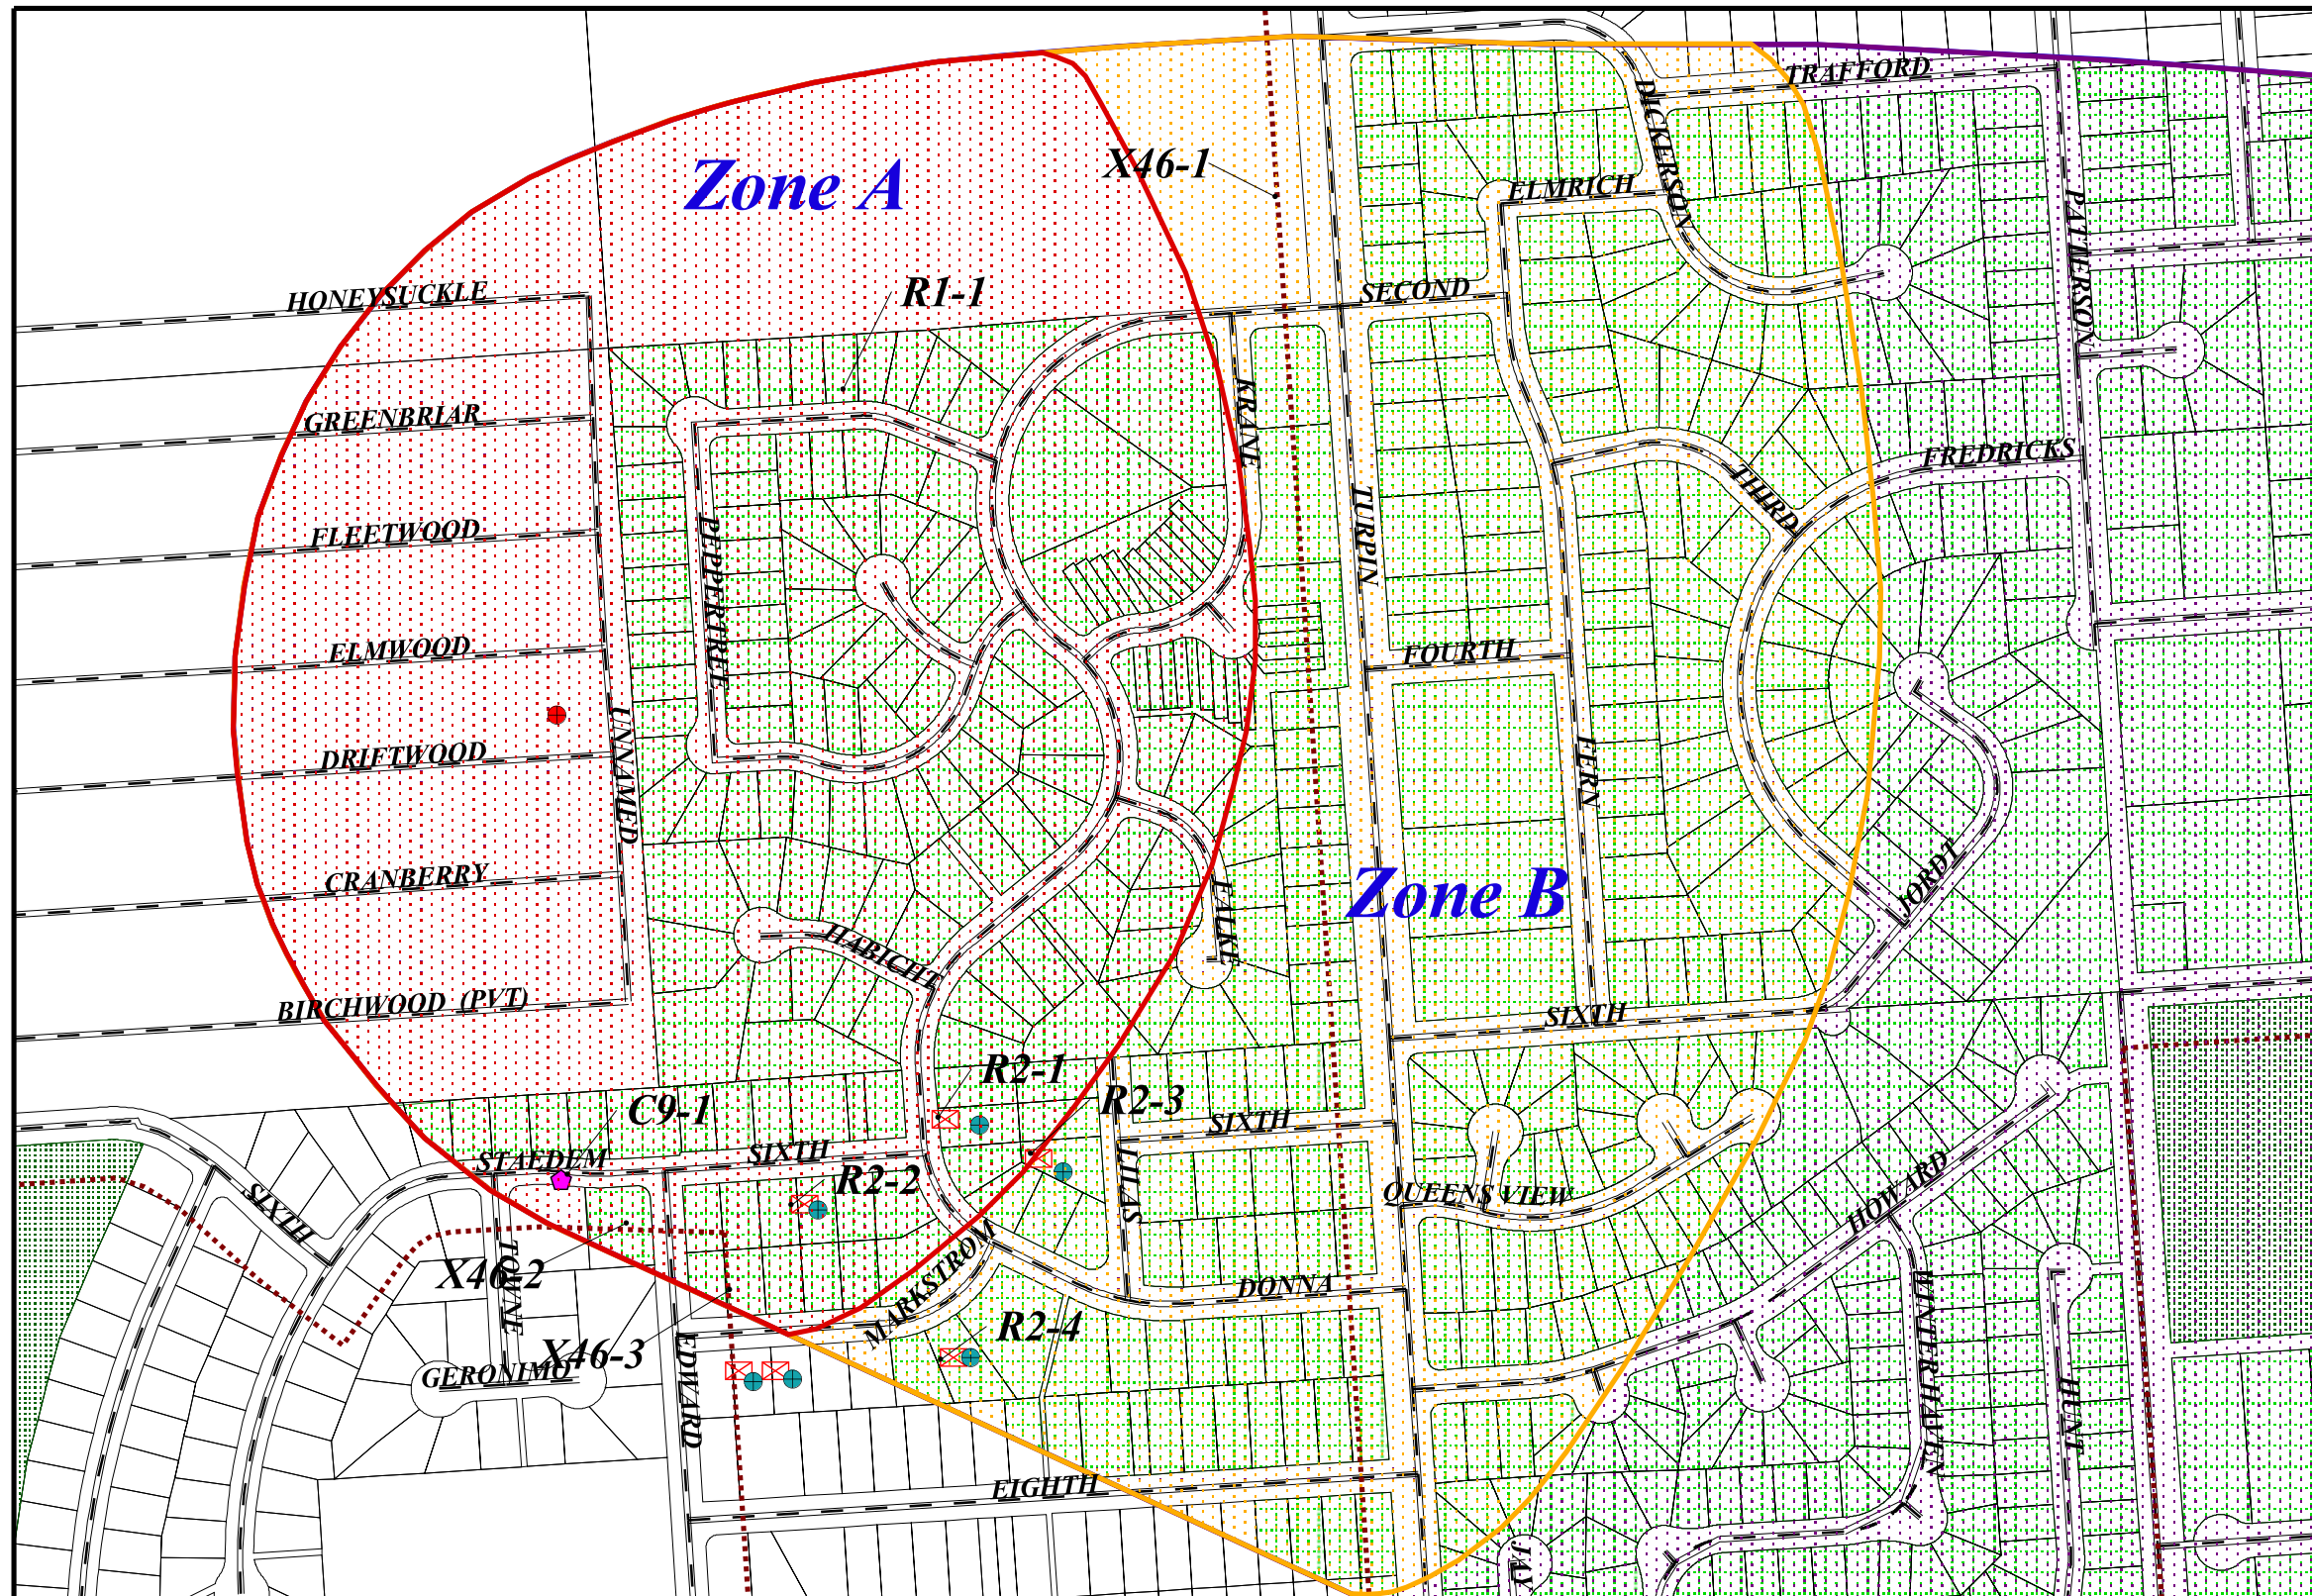 TRAFFORD
DICKERSON
Zone A
X46-1
ELMRICH
PATTERSON
HONEYSUCKLE
R1-1
SECOND
GREENBRIAR
KRANE
FREDRICKS
THIRD
FLEETWOOD
PEPPERTREE
TURPIN
ELMWOOD
FOURTH
DRIFTWOOD
UNNAMED
FERN
CRANBERRY
Zone B
JORDT
FALKE
HABICHT
BIRCHWOOD (PVT)
SIXTH
R2-1
C9-1
R2-3
SIXTH
STAEDEM
SIXTH
R2-2
LILAS
QUEENS VIEW
HOWARD
SIXTH
X46-2
TOWNE
MARKSTROM
DONNA
WINTERHAVEN
R2-4
X46-3
GERONIMO
EDWARD
HUNT
EIGHTH
JAY